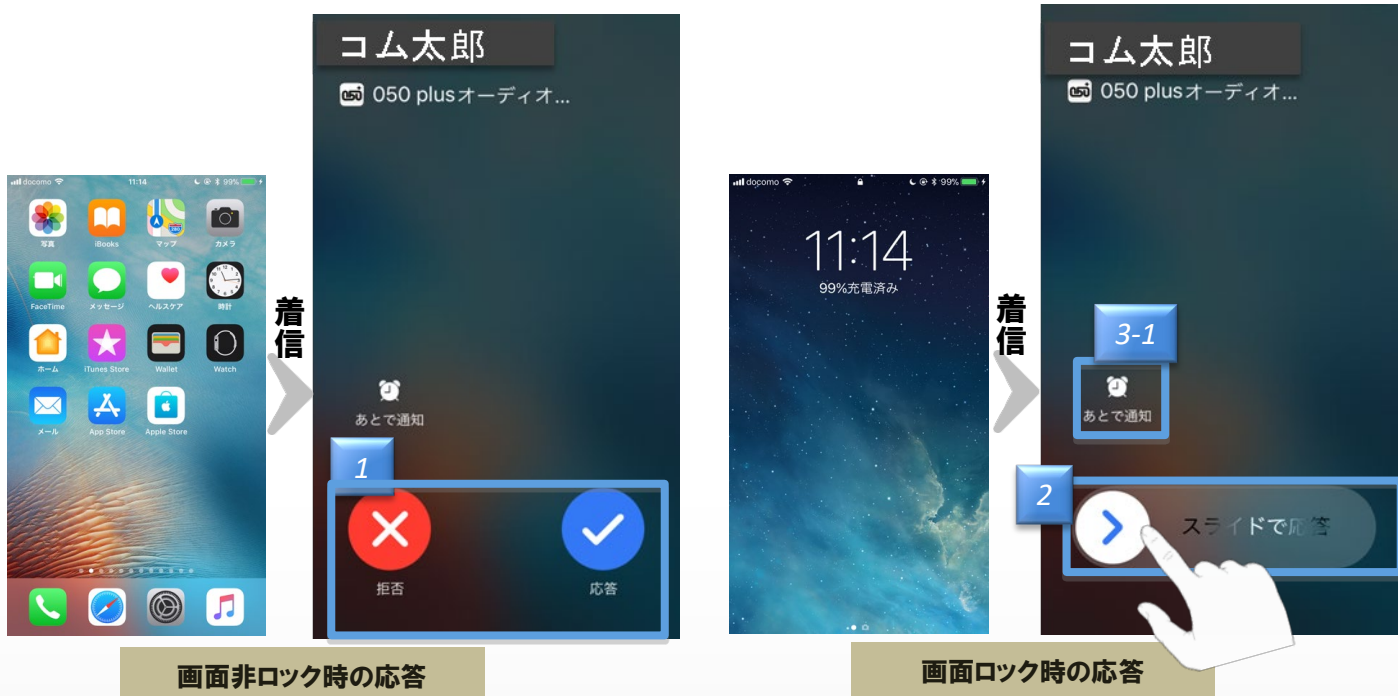 docomo 11:14 99%
写真 iBooks マップ カメラ
FaceTime メッセージ ヘルスケア 時計
ホーム iTunes Store Wallet Watch
メール App Store Apple Store
着信
コム太郎
050 050 plusオーディオ...
あとで通知
1
拒否 応答
画面非ロック時の応答
docomo 99%
11:14
99%充電済み
着信
コム太郎
050 050 plusオーディオ...
3-1
あとで通知
2
スライドで応答
画面ロック時の応答